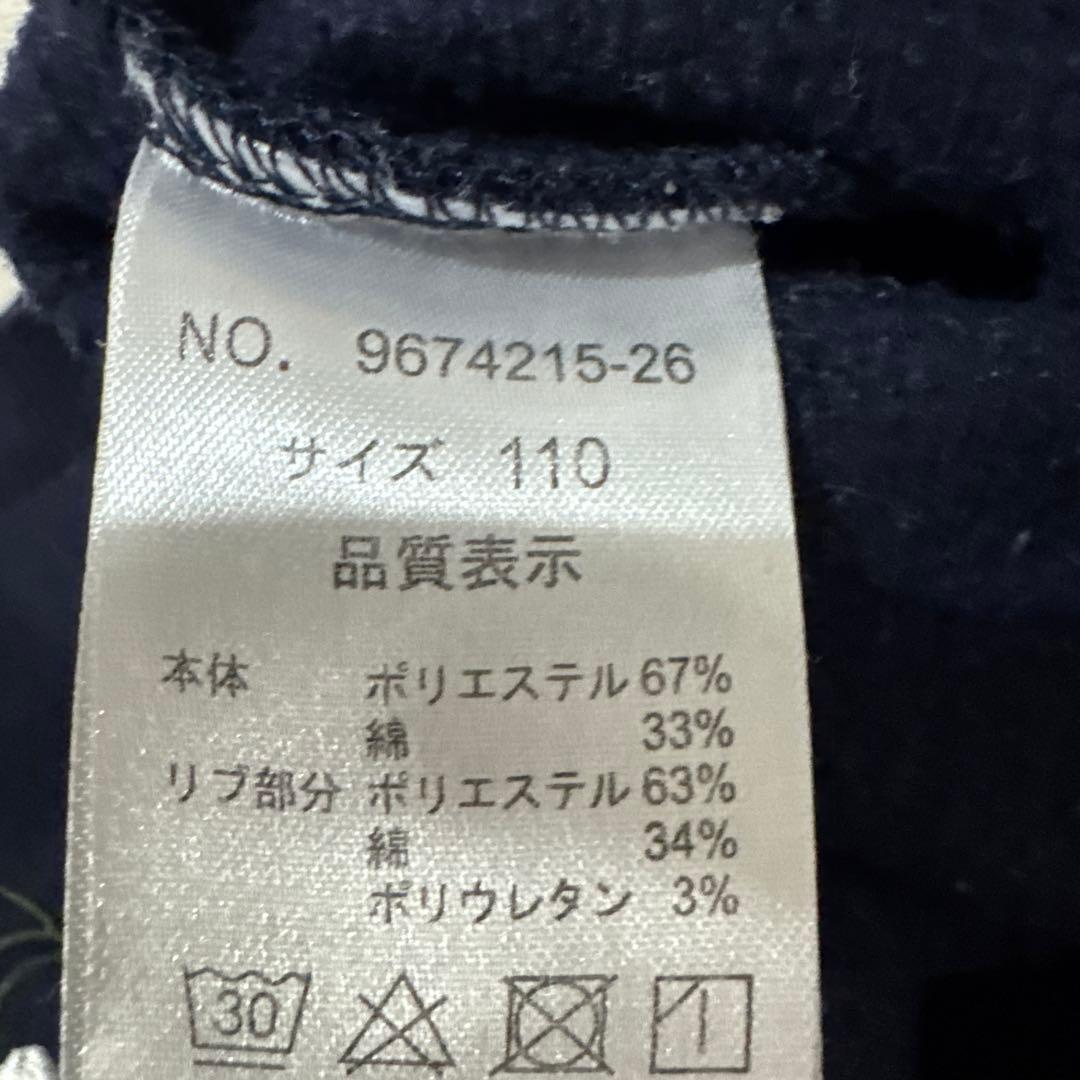 NO. 9674215-26
サイズ 110
品質表示
本体 ポリエステル 67%
綿 33%
リブ部分 ポリエステル 63%
綿 34%
ポリウレタン 3%
30